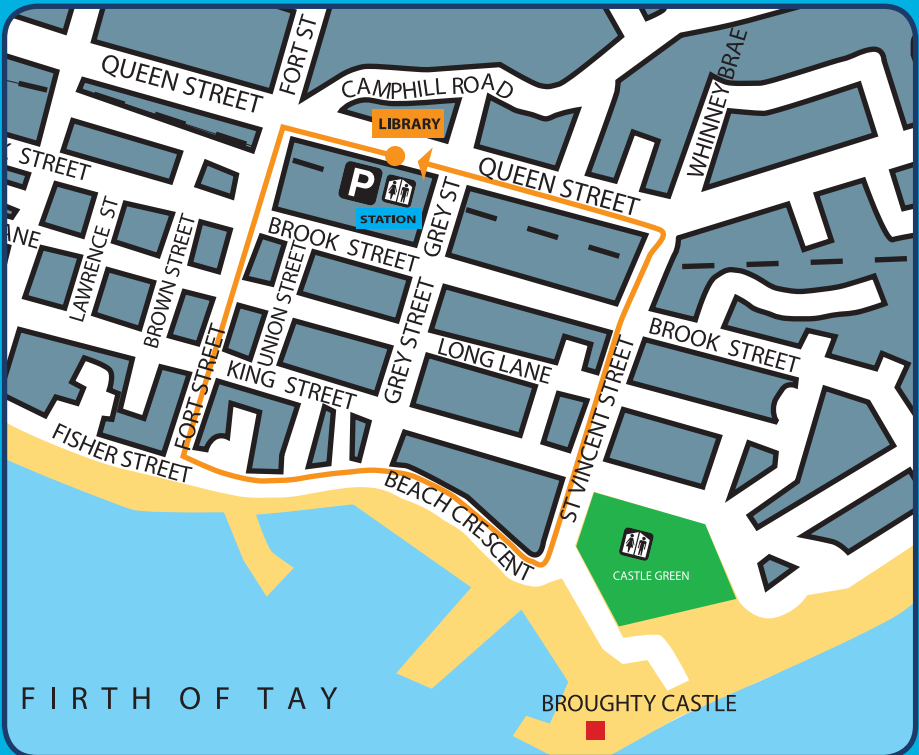 FORT ST
QUEEN STREET
CAMPHILL ROAD
WHINNEY BRAE
LIBRARY
K STREET
P
QUEEN STREET
STATION
GREY ST
LAWRENCE ST
BROWN STREET
BROOK STREET
ANE
UNION STREET
GREY STREET
BROOK STREET
LONG LANE
FORT STREET
KING STREET
ST VINCENT STREET
FISHER STREET
BEACH CRESCENT
CASTLE GREEN
FIRTH OF TAY
BROUGHTY CASTLE